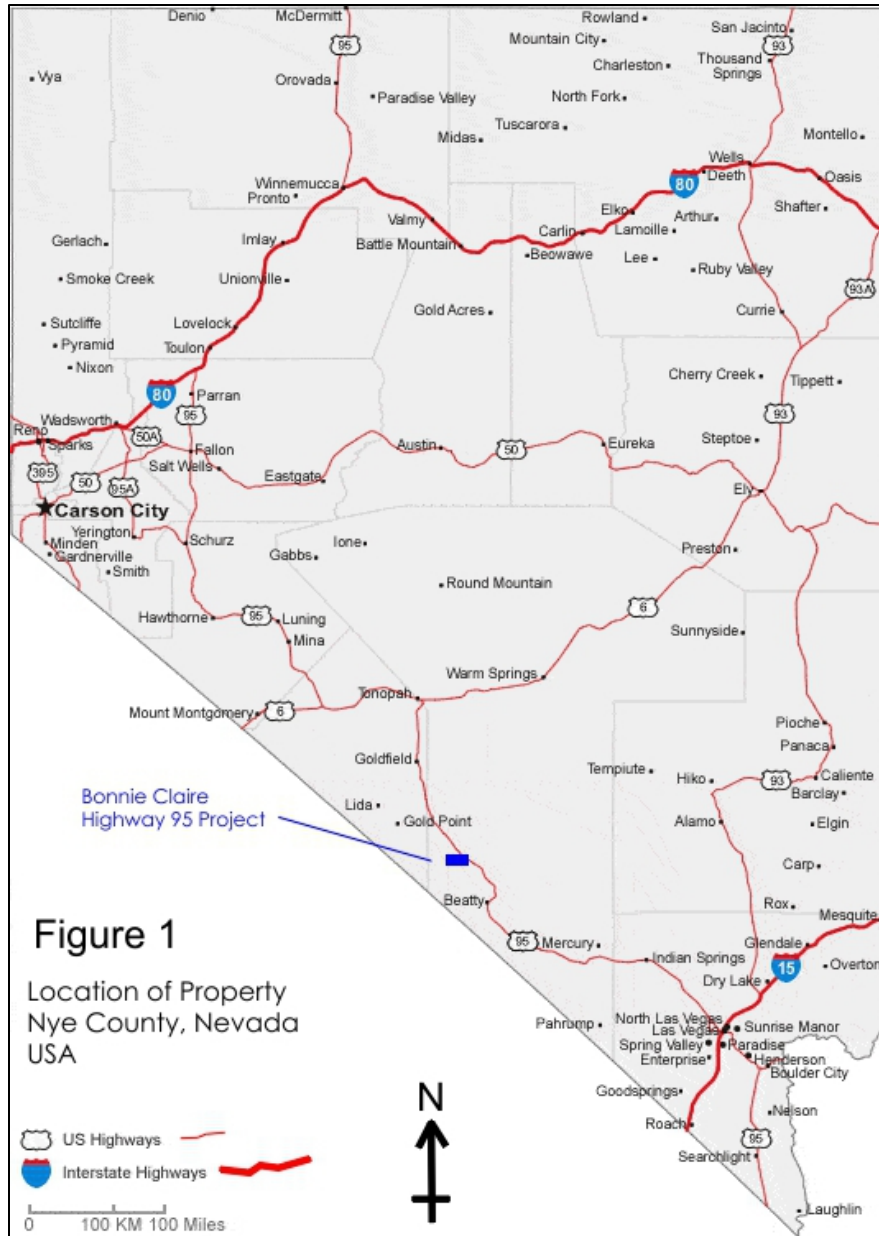 Denio
McDermitt
Rowland
San Jacinto
95
Mountain City
93
Vya
Orovada
Charleston
Thousand
Springs
Paradise Valley
North Fork
Midas
Tuscarora
Montello
Wells
Winnemucca
80
Deeth
Oasis
Pronto
Valmy
Elko
Arthur
Shafter
Gerlach
Imlay
Battle Mountain
Carlin
Lamoille
Beowawe
Lee
Smoke Creek
Unionville
Ruby Valley
93A
Sutcliffe
Lovelock
Gold Acres
Currie
Pyramid
Toulon
Nixon
Cherry Creek
Tippett
80
Parran
Wadsworth
95
93
Reno
50A
Austin
50
Eureka
Steptoe
Sparks
Fallon
395
50
Salt Wells
Eastgate
95A
Ely
Carson City
Yerington
Minden
Schurz
Ione
Preston
Gardnerville
Gabbs
Smith
Round Mountain
6
Hawthorne
95
Luning
Sunnyside
Mina
Warm Springs
Tonopah
Mount Montgomery
6
Pioche
Goldfield
Panaca
Tempiute
Hiko
93
Caliente
Bonnie Claire
Highway 95 Project
Lida
Barclay
Gold Point
Alamo
Elgin
Carp
Beatty
Rox
Mesquite
Figure 1
95
Mercury
Glendale
Indian Springs
15
Overton
Location of Property
Nye County, Nevada
USA
Dry Lake
Pahrump
North Las Vegas
Las Vegas
Sunrise Manor
Spring Valley
Paradise
Enterprise
Henderson
Boulder City
N
Goodsprings
Nelson
Roach
US Highways
95
Interstate Highways
Searchlight
0 100 KM 100 Miles
Laughlin